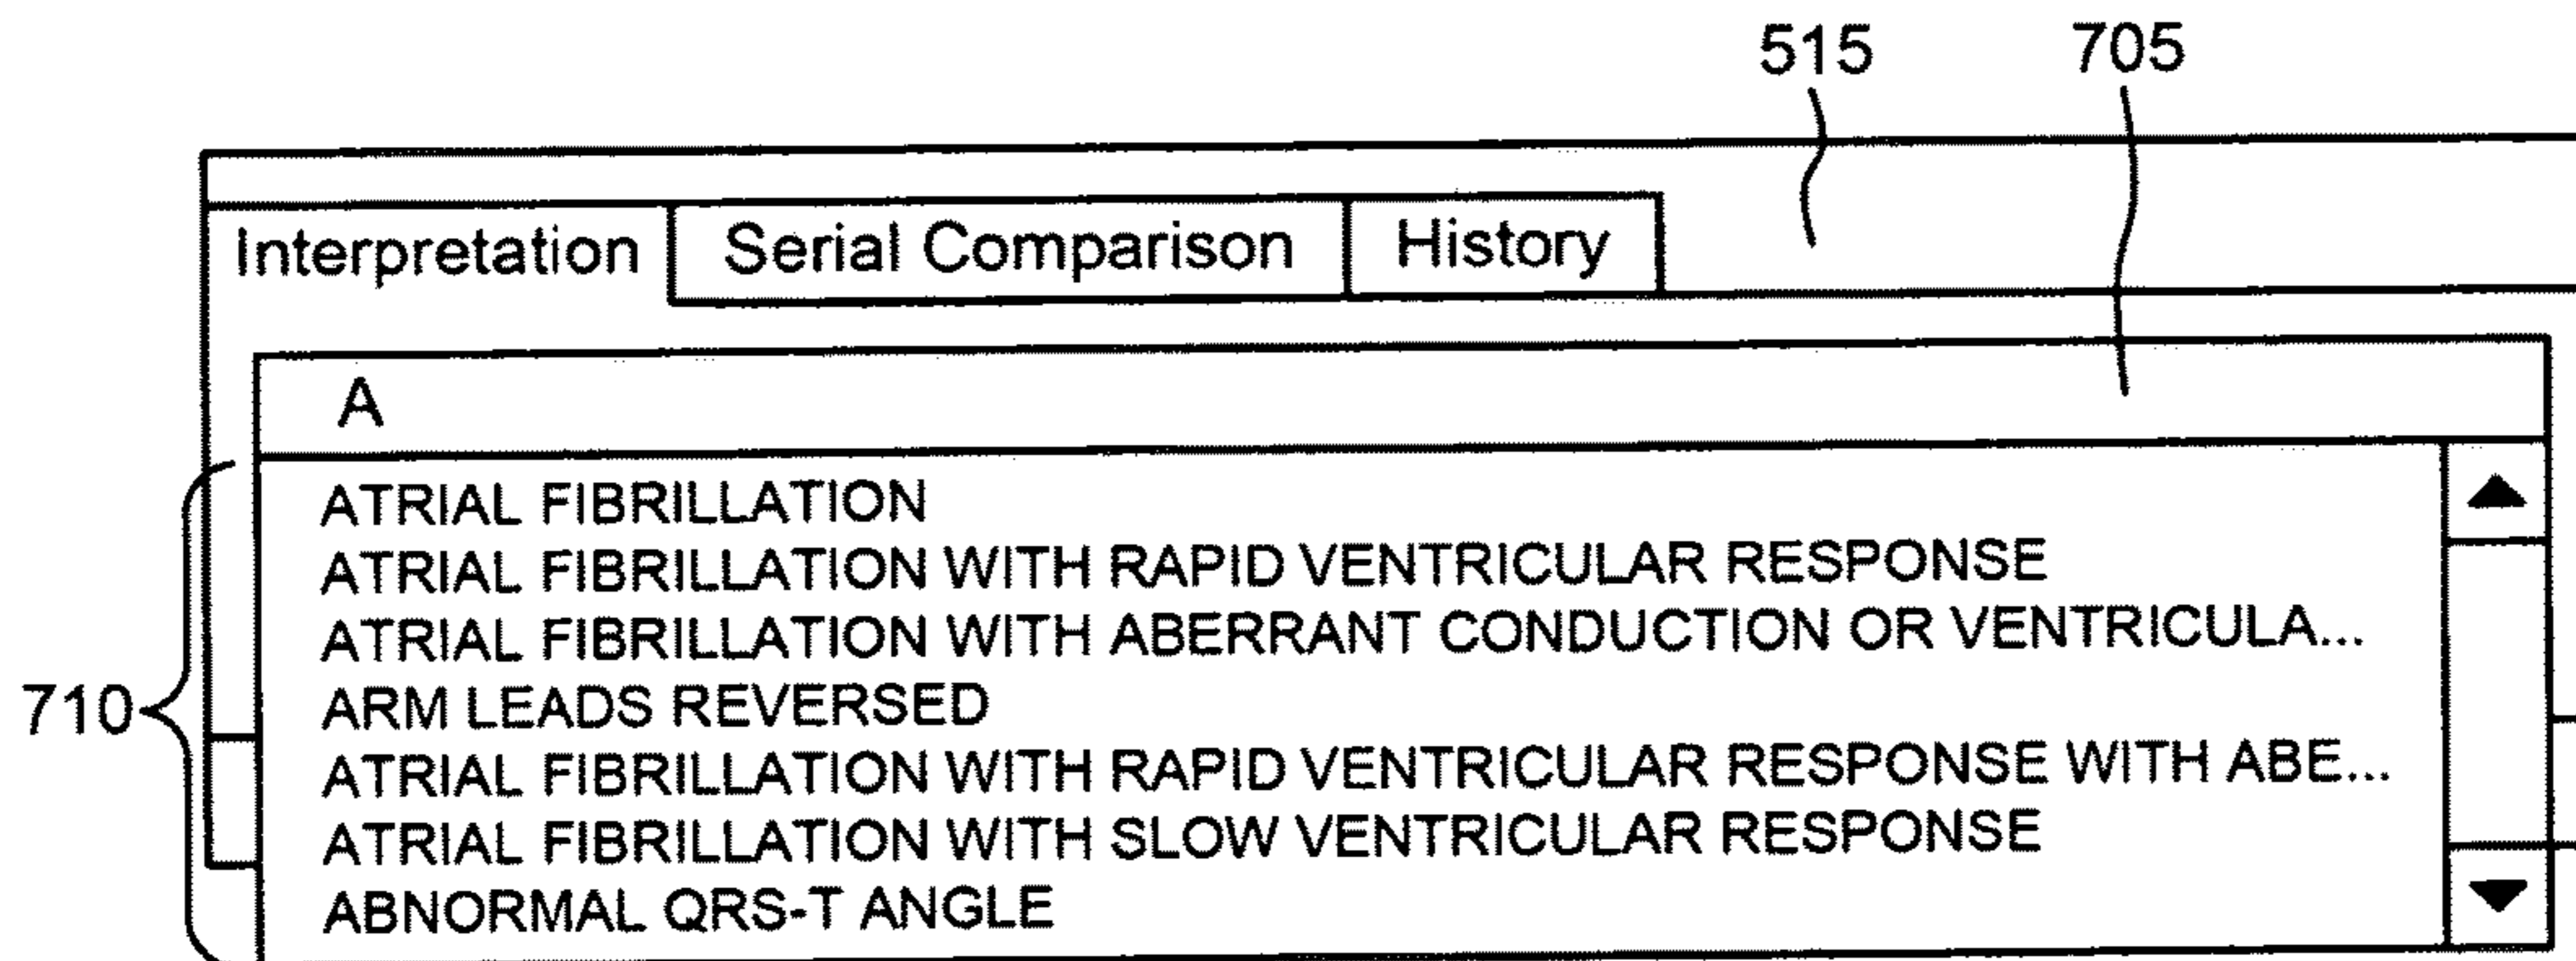 515 705
Interpretation Serial Comparison History
A
ATRIAL FIBRILLATION
ATRIAL FIBRILLATION WITH RAPID VENTRICULAR RESPONSE
ATRIAL FIBRILLATION WITH ABERRANT CONDUCTION OR VENTRICULA...
710 ARM LEADS REVERSED
ATRIAL FIBRILLATION WITH RAPID VENTRICULAR RESPONSE WITH ABE...
ATRIAL FIBRILLATION WITH SLOW VENTRICULAR RESPONSE
ABNORMAL QRS-T ANGLE